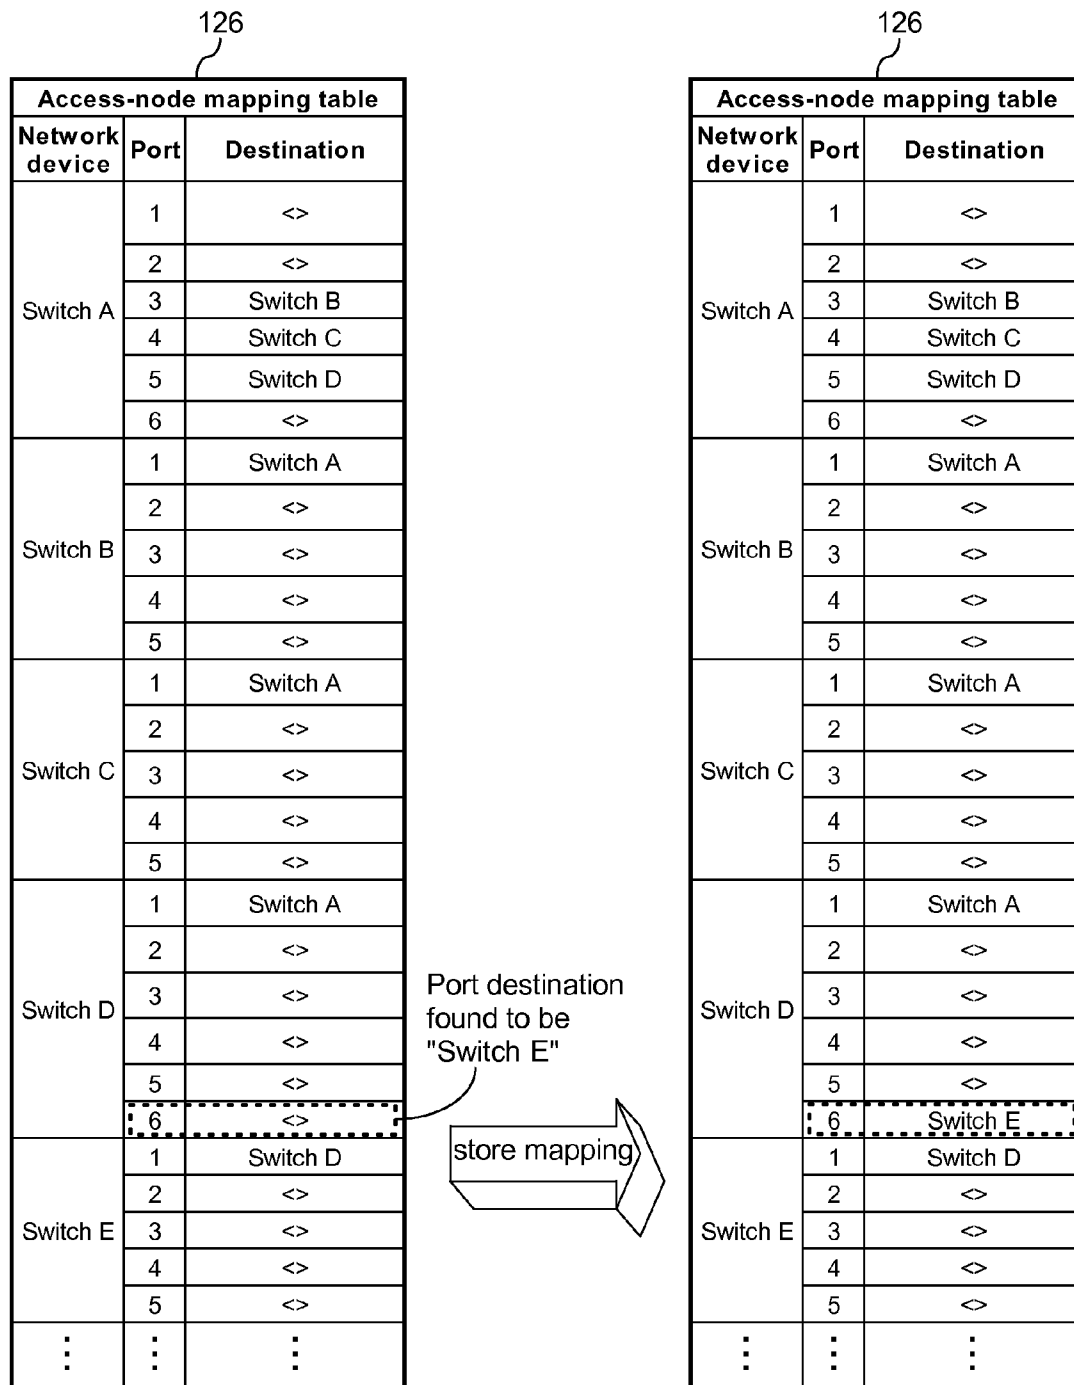 126
Access-node mapping table
Network device Port Destination
Switch A
1 <>
2 <>
3 Switch B
4 Switch C
5 Switch D
6 <>
Switch B
1 Switch A
2 <>
3 <>
4 <>
5 <>
Switch C
1 Switch A
2 <>
3 <>
4 <>
5 <>
Switch D
1 Switch A
2 <>
3 <>
4 <>
5 <>
6 <>
Switch E
1 Switch D
2 <>
3 <>
4 <>
5 <>
⋮ ⋮ ⋮
Port destination
found to be
"Switch E"
store mapping
126
Access-node mapping table
Network device Port Destination
Switch A
1 <>
2 <>
3 Switch B
4 Switch C
5 Switch D
6 <>
Switch B
1 Switch A
2 <>
3 <>
4 <>
5 <>
Switch C
1 Switch A
2 <>
3 <>
4 <>
5 <>
Switch D
1 Switch A
2 <>
3 <>
4 <>
5 <>
6 Switch E
Switch E
1 Switch D
2 <>
3 <>
4 <>
5 <>
⋮ ⋮ ⋮